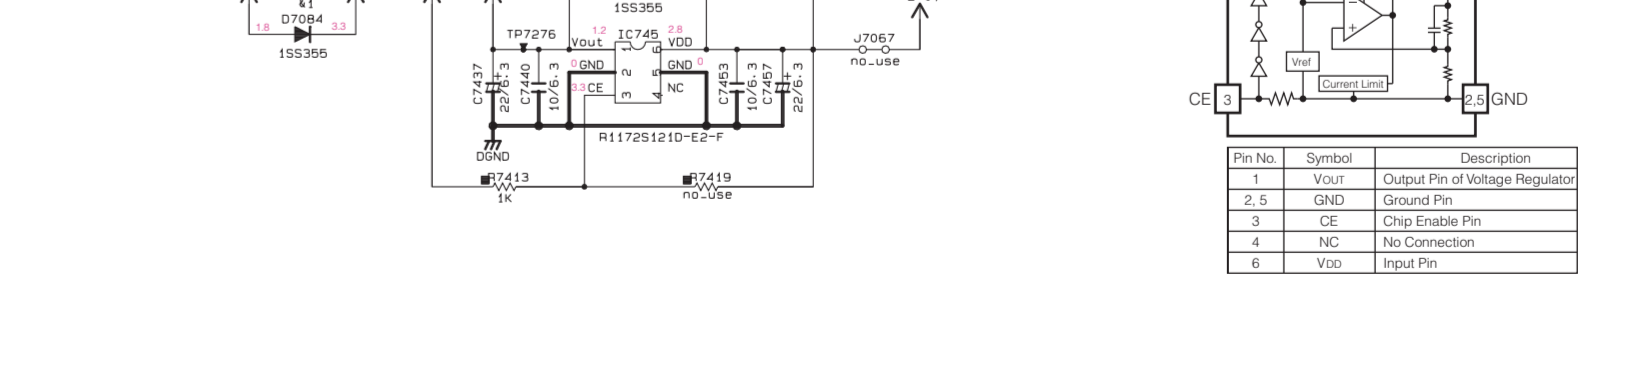 &1
D7084
1.8
3.3
1SS355
1SS355
TP7276
1.2
IC745
2.8
Vout
1
6
VDD
J7067
no_use
C7437
22/6.3
+
C7440
10/6.3
0
GND
2
5
GND
0
3.3
CE
3
4
NC
C7453
10/6.3
C7457
+
22/6.3
R1172S121D-E2-F
DGND
R7413
1K
R7419
no_use
+
Vref
Current Limit
CE
3
2,5
GND
Pin No. Symbol Description
1 VOUT Output Pin of Voltage Regulator
2, 5 GND Ground Pin
3 CE Chip Enable Pin
4 NC No Connection
6 VDD Input Pin